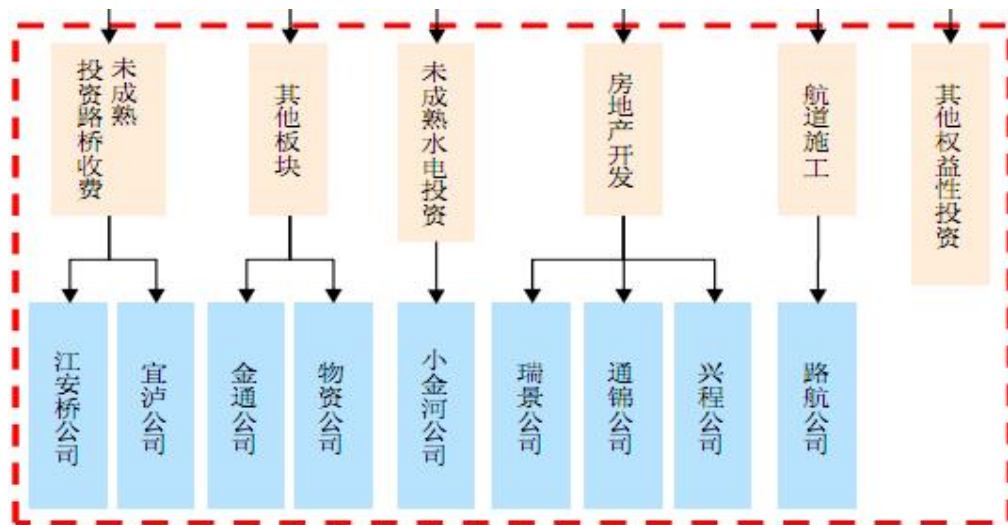 未成熟
投资路桥收费
其他板块
未成熟水电投资
房地产开发
航道施工
其他权益性投资
江安桥公司
宜泸公司
金通公司
物资公司
小金河公司
瑞景公司
通锦公司
兴程公司
路航公司